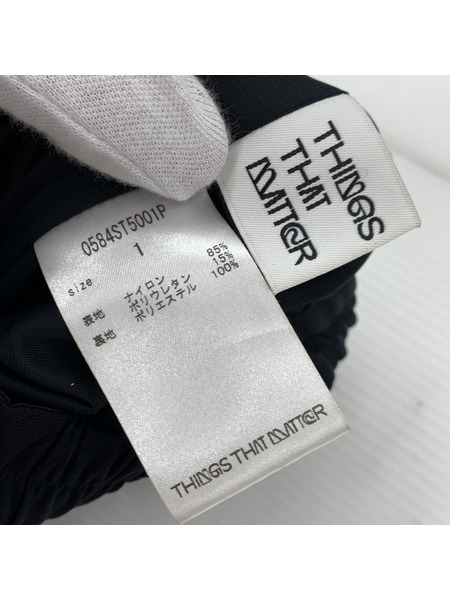 THINGS
THAT
MATTER
0584ST5001P
size 1
表地 ナイロン 85%
ポリウレタン 15%
裏地 ポリエステル 100%
THINGS THAT MATTER